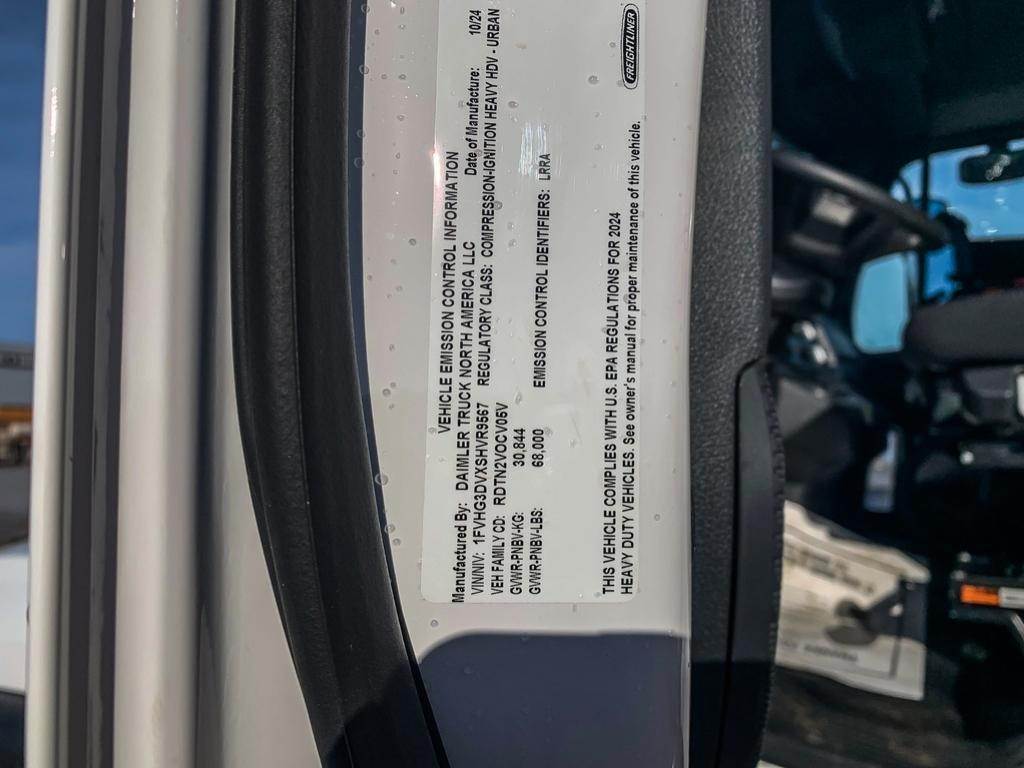 FREIGHTLINER
VEHICLE EMISSION CONTROL INFORMATION
Manufactured By: DAIMLER TRUCK NORTH AMERICA LLC Date of Manufacture: 10/24
VIN/NIV: 1FVHG3DVXSHVR9567 REGULATORY CLASS: COMPRESSION-IGNITION HEAVY HDV - URBAN
VEH FAMILY CD: RDTN2VOCV05V
GVWR-PNBV-KG: 30,844
GVWR-PNBV-LBS: 68,000 EMISSION CONTROL IDENTIFIERS: LRRA
THIS VEHICLE COMPLIES WITH U.S. EPA REGULATIONS FOR 2024
HEAVY DUTY VEHICLES. See owner's manual for proper maintenance of this vehicle.